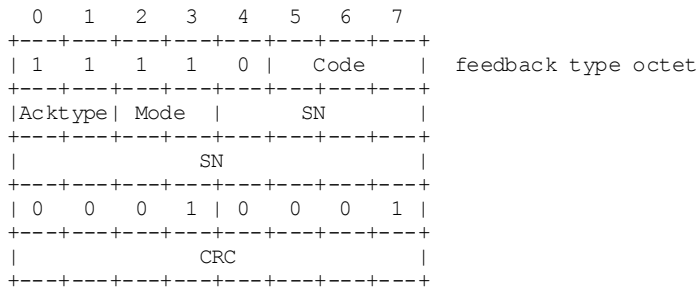 0 1 2 3 4 5 6 7
+---+---+---+---+---+---+---+---+
| 1 1 1 1 0 | Code | feedback type octet
+---+---+---+---+---+---+---+---+
|Acktype| Mode | SN |
+---+---+---+---+---+---+---+---+
| SN |
+---+---+---+---+---+---+---+---+
| 0 0 0 1 | 0 0 0 1 |
+---+---+---+---+---+---+---+---+
| CRC |
+---+---+---+---+---+---+---+---+